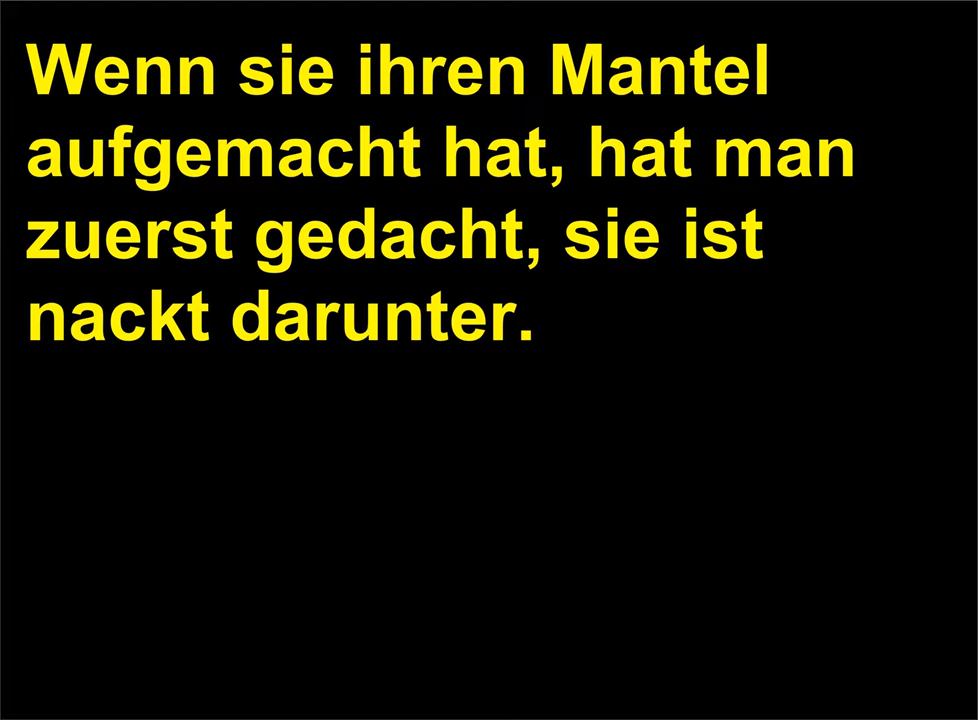 Wenn sie ihren Mantel
aufgemacht hat, hat man
zuerst gedacht, sie ist
nackt darunter.